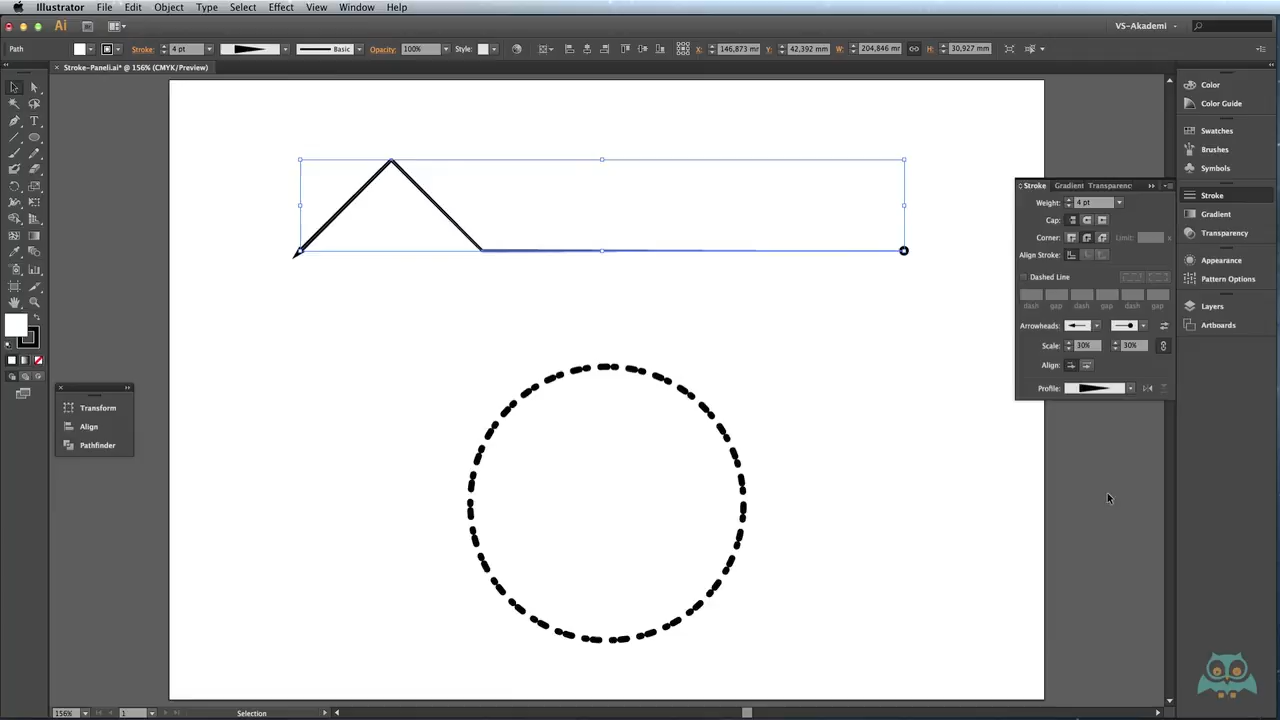 Illustrator File Edit Object Type Select Effect View Window Help
Ai VS-Akademi
Path Stroke: 4 pt Basic Opacity: 100% Style: X: 146,873 mm Y: 42,392 mm W: 204,846 mm H: 30,927 mm
Stroke-Paneli.ai* @ 156% (CMYK/Preview)
Color
Color Guide
Swatches
Brushes
Symbols
Stroke
Gradient
Transparency
Appearance
Pattern Options
Layers
Artboards
Stroke Gradient Transparenc
Weight: 4 pt
Cap:
Corner: Limit:
Align Stroke:
Dashed Line
dash gap dash gap dash gap
Arrowheads:
Scale: 30% 30%
Align:
Profile:
Transform
Align
Pathfinder
156% 1 Selection